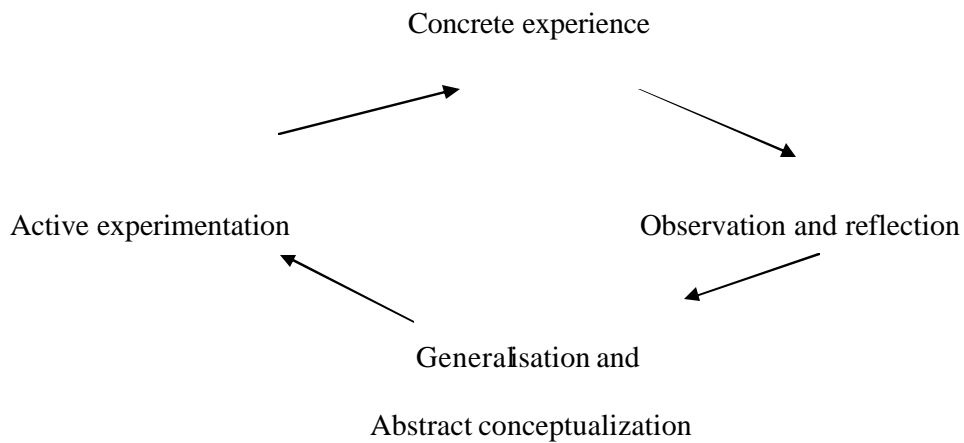 Concrete experience
Active experimentation
Observation and reflection
Generalisation and
Abstract conceptualization